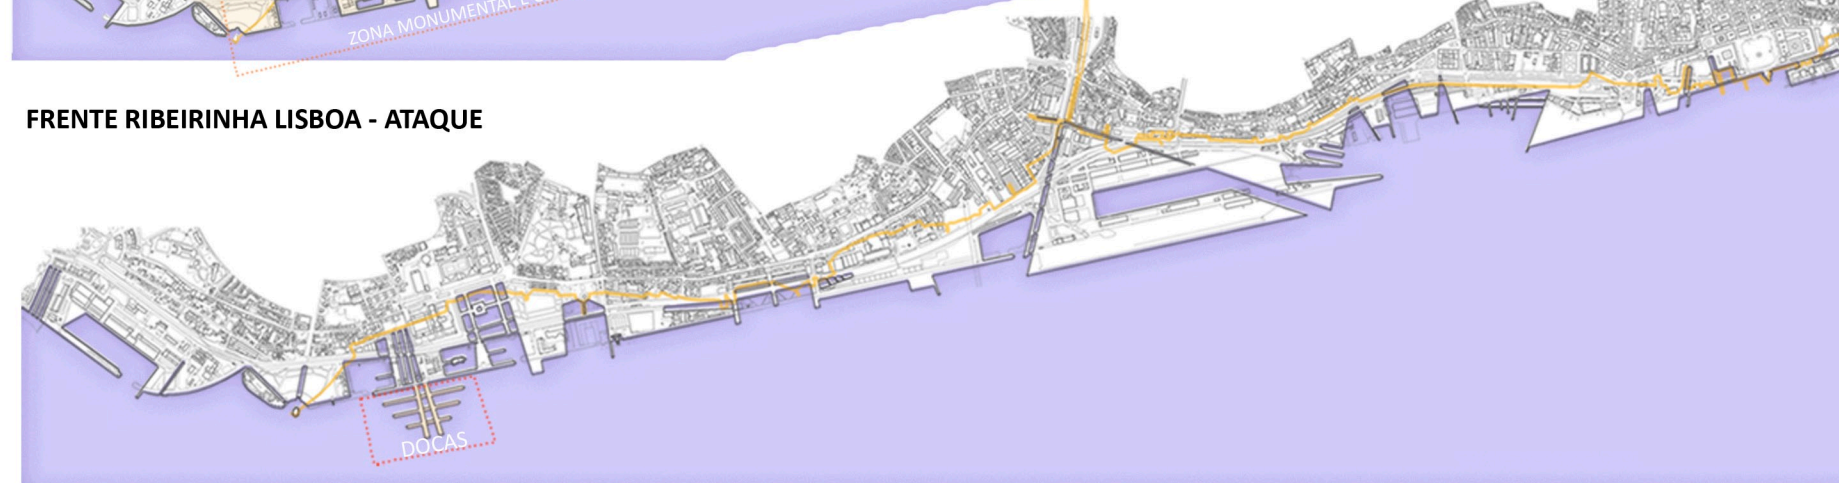 ZONA MONUMENTAL E
FRENTE RIBEIRINHA LISBOA - ATAQUE
DOCAS